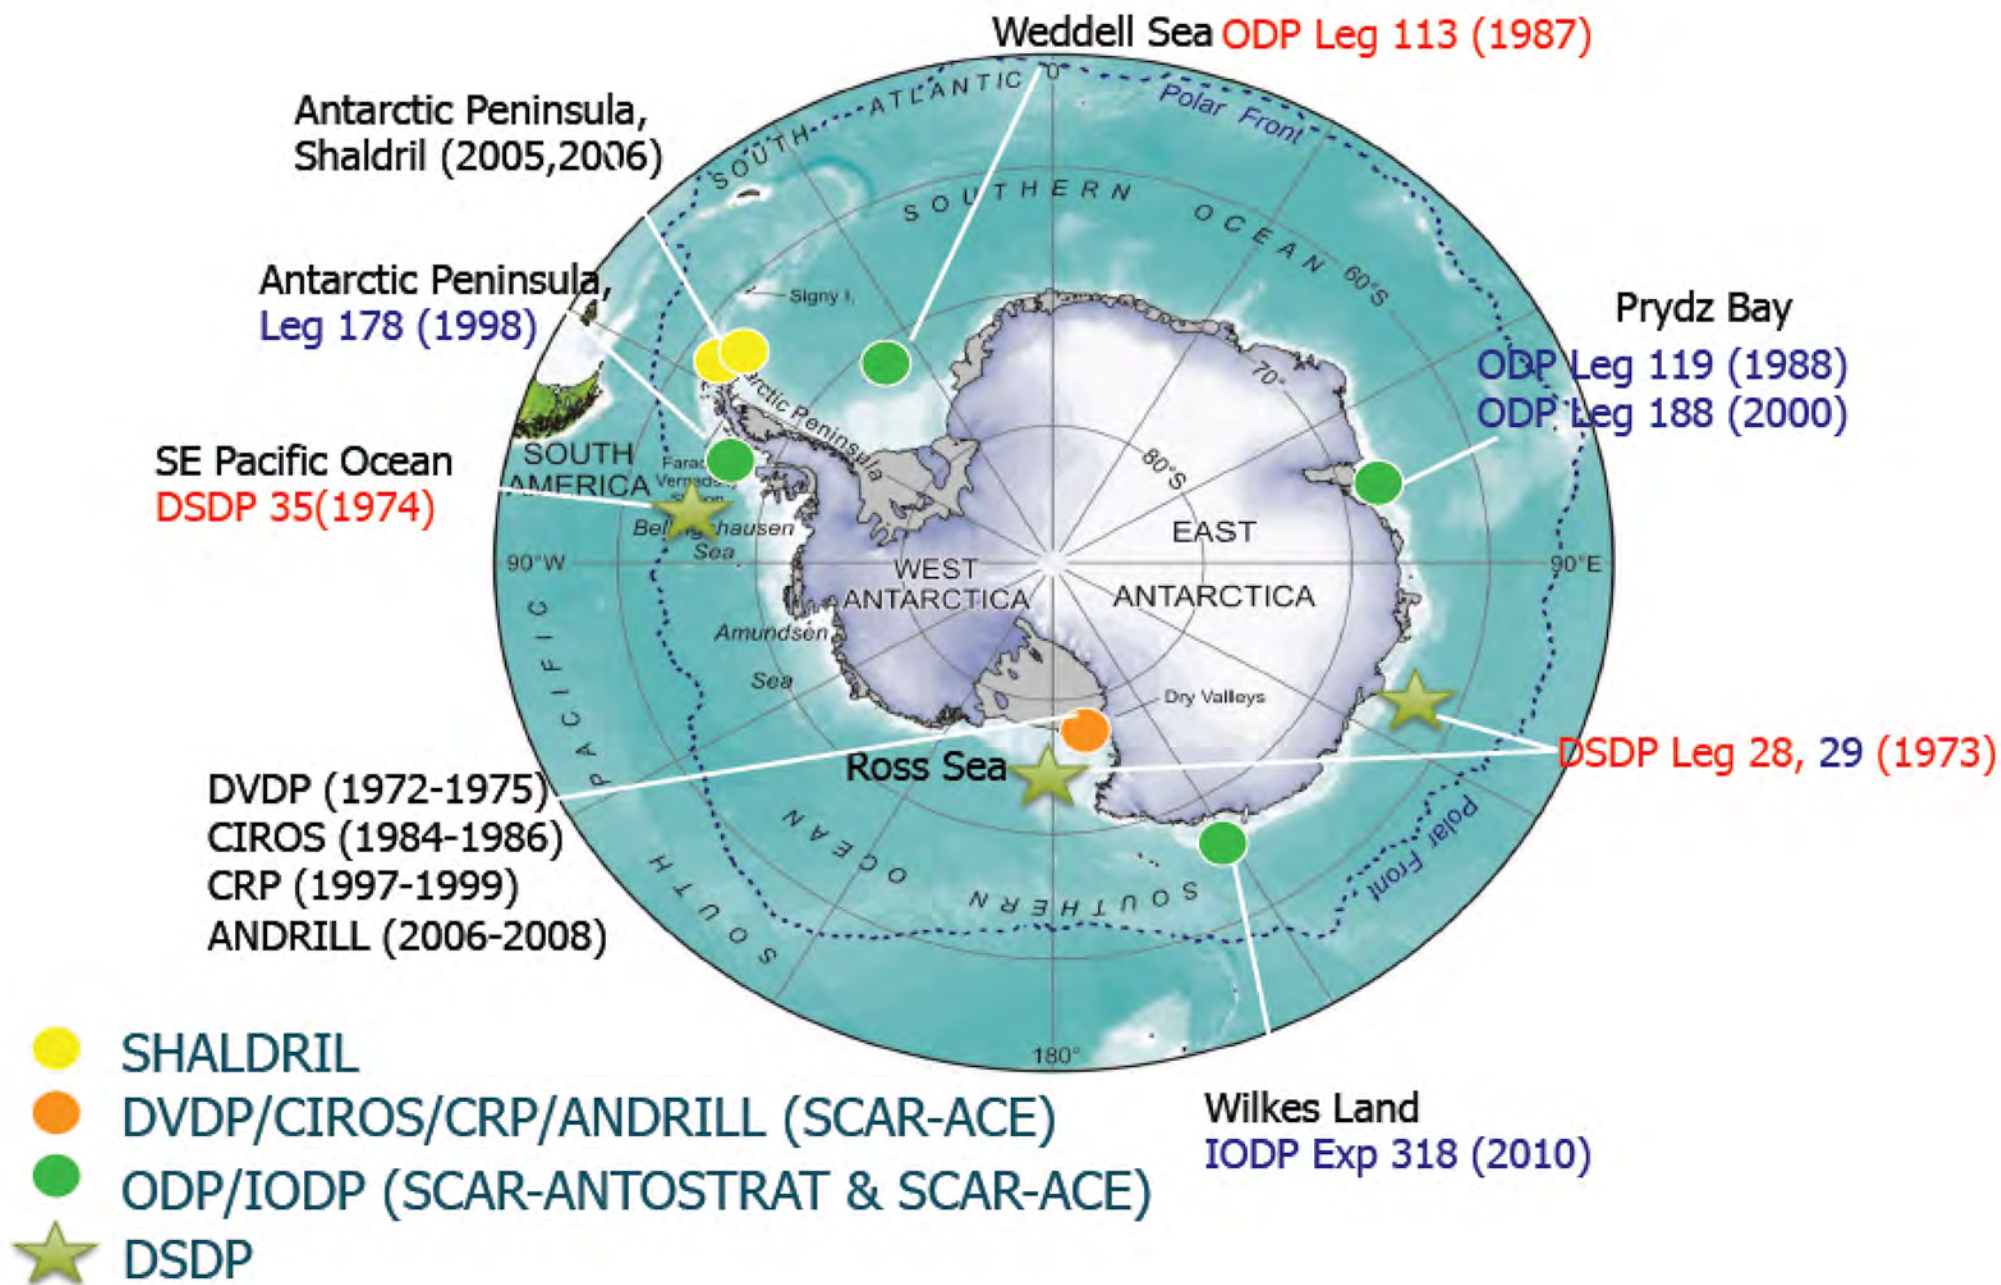 Weddell Sea ODP Leg 113 (1987)
Antarctic Peninsula,
Shaldril (2005,2006)
Antarctic Peninsula,
Leg 178 (1998)
SE Pacific Ocean
DSDP 35(1974)
Prydz Bay
ODP Leg 119 (1988)
ODP Leg 188 (2000)
DSDP Leg 28, 29 (1973)
DVDP (1972-1975)
CIROS (1984-1986)
CRP (1997-1999)
ANDRILL (2006-2008)
Wilkes Land
IODP Exp 318 (2010)
0°
SOUTH ATLANTIC
Polar Front
SOUTHERN OCEAN
60°S
Signy I.
70°
80°S
Peninsula
SOUTH
AMERICA
Sea
90°W
90°E
WEST
ANTARCTICA
EAST
ANTARCTICA
Amundsen
Sea
Dry Valleys
Ross Sea
SOUTH PACIFIC
SOUTHERN OCEAN
Polar Front
180°
SHALDRIL
DVDP/CIROS/CRP/ANDRILL (SCAR-ACE)
ODP/IODP (SCAR-ANTOSTRAT & SCAR-ACE)
DSDP